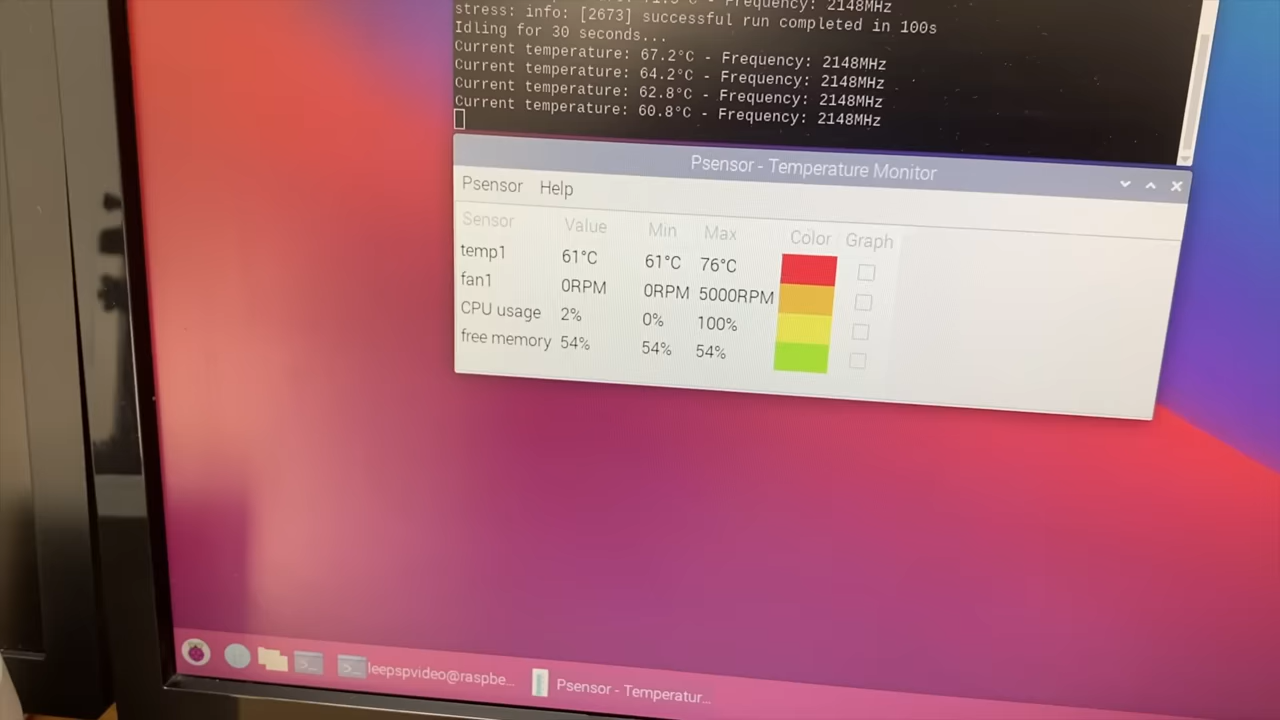 Frequency: 2148MHz
stress: info: [2673] successful run completed in 100s
Idling for 30 seconds...
Current temperature: 67.2°C - Frequency: 2148MHz
Current temperature: 64.2°C - Frequency: 2148MHz
Current temperature: 62.8°C - Frequency: 2148MHz
Current temperature: 60.8°C - Frequency: 2148MHz
Psensor - Temperature Monitor
Psensor Help
Sensor Value Min Max Color Graph
temp1 61°C 61°C 76°C
fan1 0RPM 0RPM 5000RPM
CPU usage 2% 0% 100%
free memory 54% 54% 54%
leepspvideo@raspbe... Psensor - Temperatur...